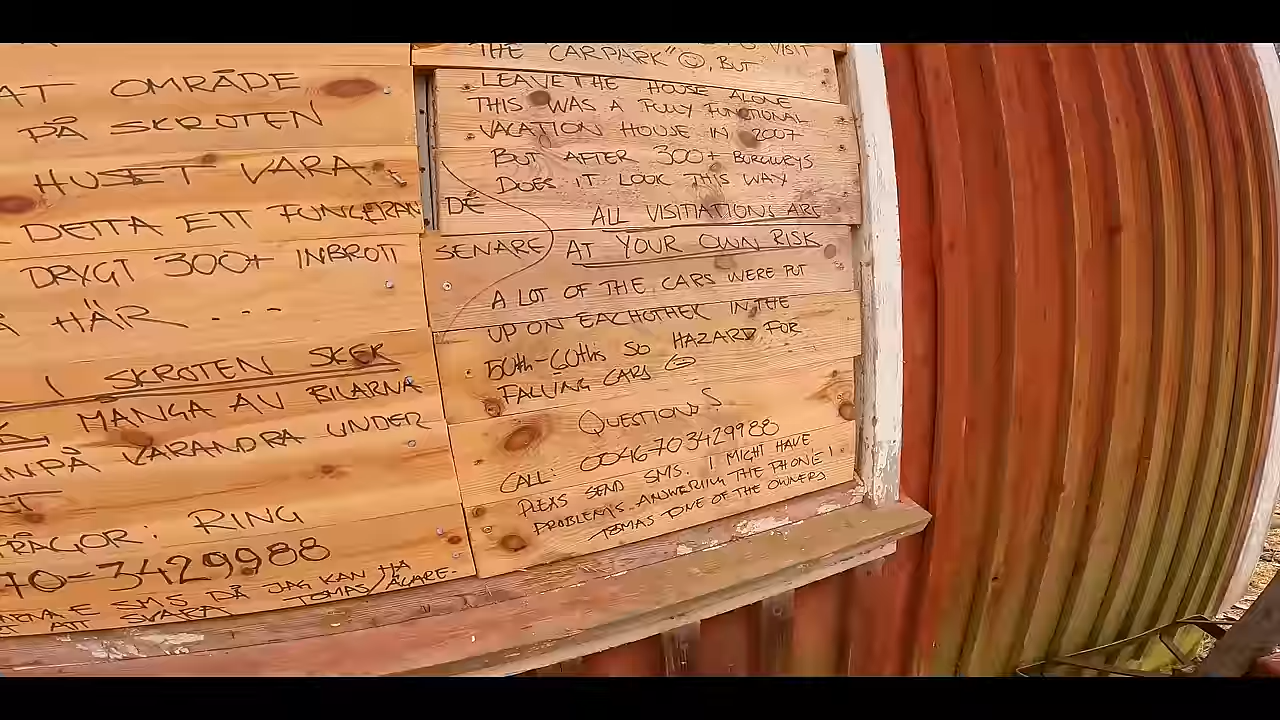 AT OMRÅDE
PÅ SKROTEN
HUSET VARA
DETTA ETT FUNGERAN DE
DRYGT 300+ INBROTT SENARE
HÄR ...
I SKROTEN SKER
MÅNGA AV BILARNA
VARANDRA UNDER
ET
FRÅGOR: RING
70-3429988
SMS DÅ JAG KAN HA
ATT SVARA TOMAS/ÄGARE-
VISIT
THE "CARPARK" ☺, BUT
LEAVE THE HOUSE ALONE
THIS WAS A FULLY FUNCTIONAL
VACATION HOUSE IN 2007
BUT AFTER 300+ BURGLERYS
DOES IT LOOK THIS WAY
ALL VISITIATIONS ARE
AT YOUR OWN RISK
A LOT OF THE CARS WERE PUT
UP ON EACHOTHER IN THE
50th-60ths SO HAZARD FOR
FALLING CARS ☺
QUESTIONS
CALL: 0046703429988
PLEAS SEND SMS. I MIGHT HAVE
PROBLEMS ANSWERING THE PHONE!
TOMAS ONE OF THE OWNERS